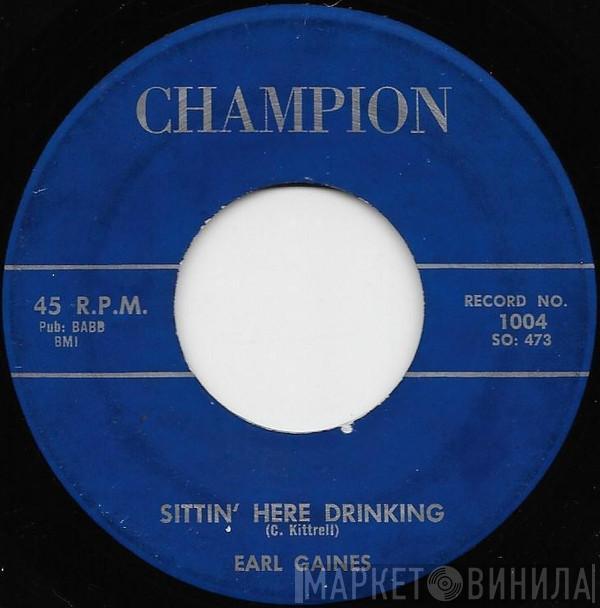 CHAMPION
45 R.P.M.
Pub: BABB
BMI
RECORD NO.
1004
SO: 473
SITTIN' HERE DRINKING
(C. Kittrell)
EARL GAINES
МАРКЕТ ВИНИЛА